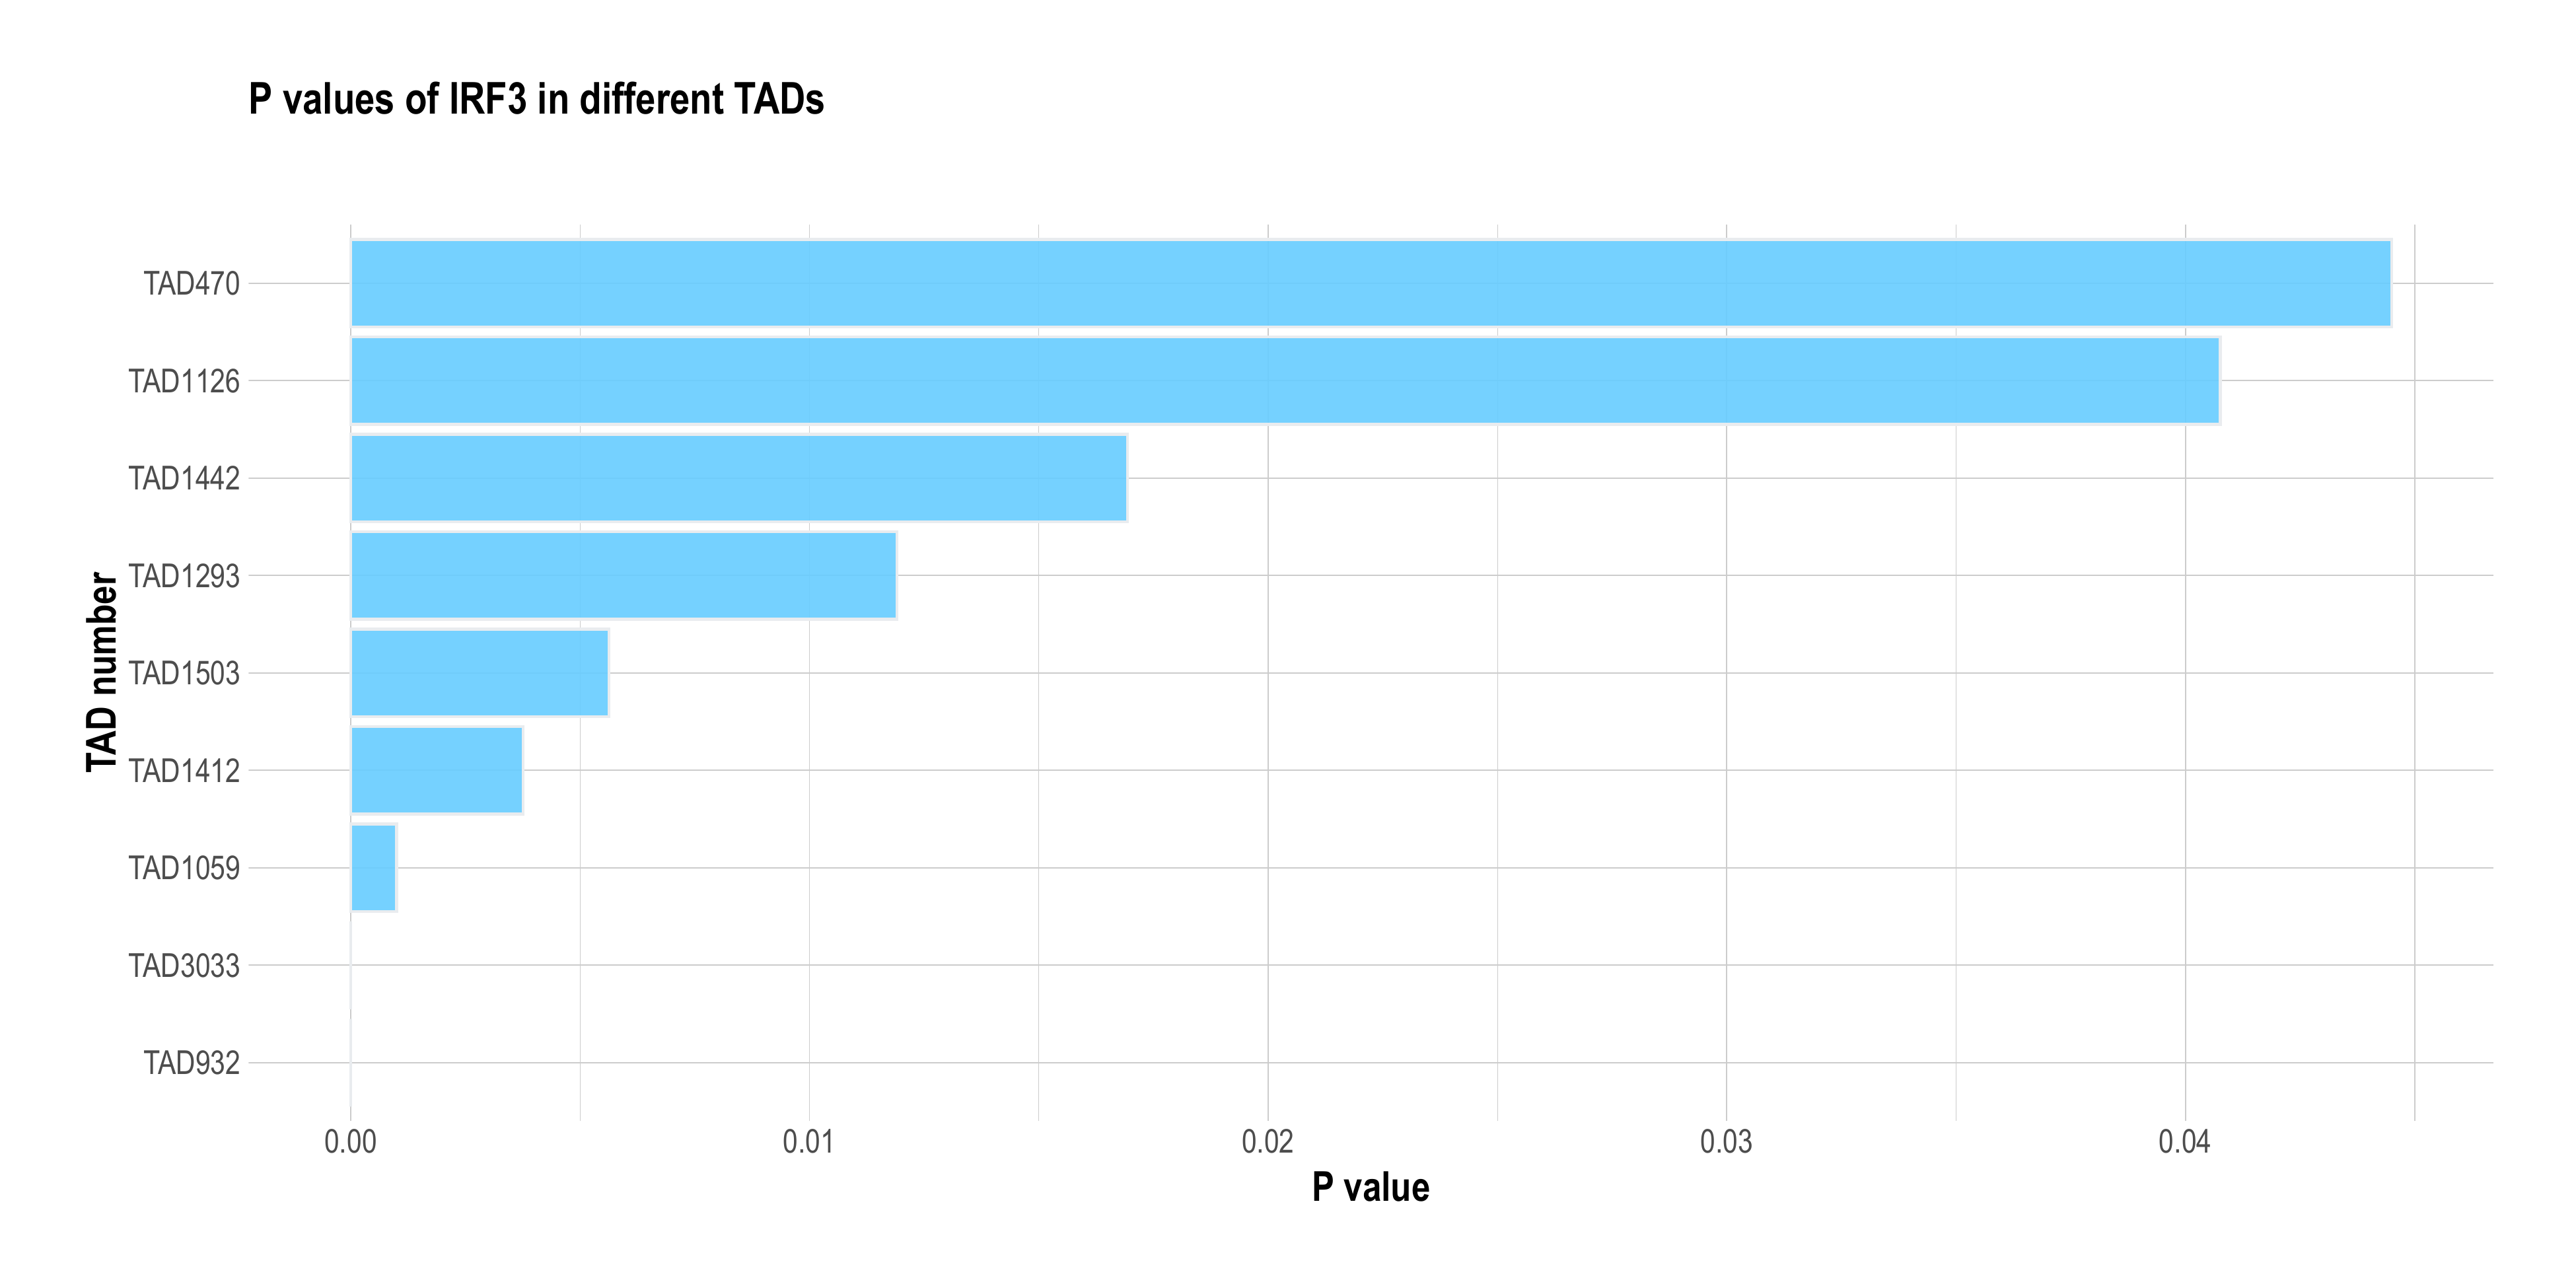 P values of IRF3 in different TADs
TAD470
TAD1126
TAD1442
TAD1293
TAD1503
TAD1412
TAD1059
TAD3033
TAD932
TAD number
0.00 0.01 0.02 0.03 0.04
P value